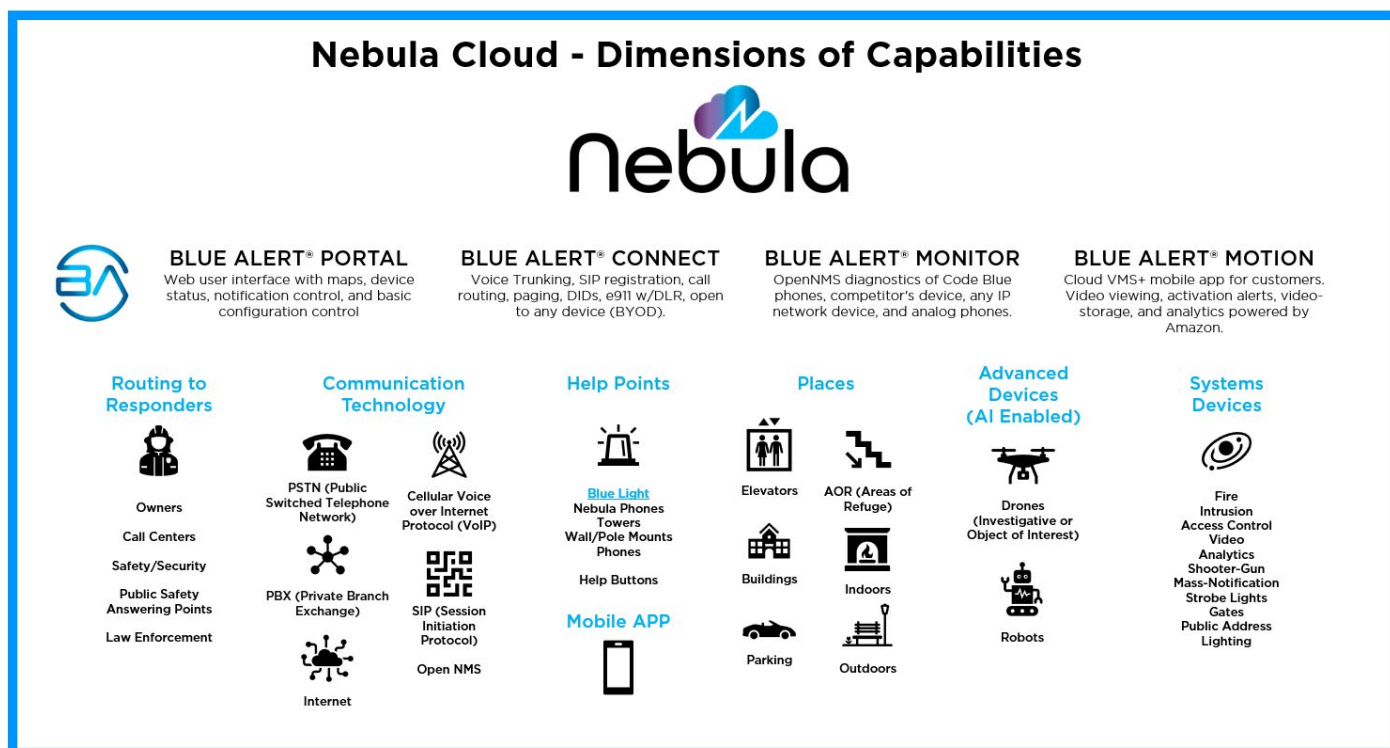 Nebula Cloud - Dimensions of Capabilities
nebula
BA
BLUE ALERT® PORTAL
Web user interface with maps, device
status, notification control, and basic
configuration control
BLUE ALERT® CONNECT
Voice Trunking, SIP registration, call
routing, paging, DIDs, e911 w/DLR, open
to any device (BYOD).
BLUE ALERT® MONITOR
OpenNMS diagnostics of Code Blue
phones, competitor's device, any IP
network device, and analog phones.
BLUE ALERT® MOTION
Cloud VMS+ mobile app for customers.
Video viewing, activation alerts, video-
storage, and analytics powered by
Amazon.
Routing to
Responders
Owners
Call Centers
Safety/Security
Public Safety
Answering Points
Law Enforcement
Communication
Technology
PSTN (Public
Switched Telephone
Network)
Cellular Voice
over Internet
Protocol (VoIP)
PBX (Private Branch
Exchange)
SIP (Session
Initiation
Protocol)
Internet
Open NMS
Help Points
Blue Light
Nebula Phones
Towers
Wall/Pole Mounts
Phones
Help Buttons
Mobile APP
Places
Elevators
AOR (Areas of
Refuge)
Buildings
Indoors
Parking
Outdoors
Advanced
Devices
(AI Enabled)
Drones
(Investigative or
Object of Interest)
Robots
Systems
Devices
Fire
Intrusion
Access Control
Video
Analytics
Shooter-Gun
Mass-Notification
Strobe Lights
Gates
Public Address
Lighting